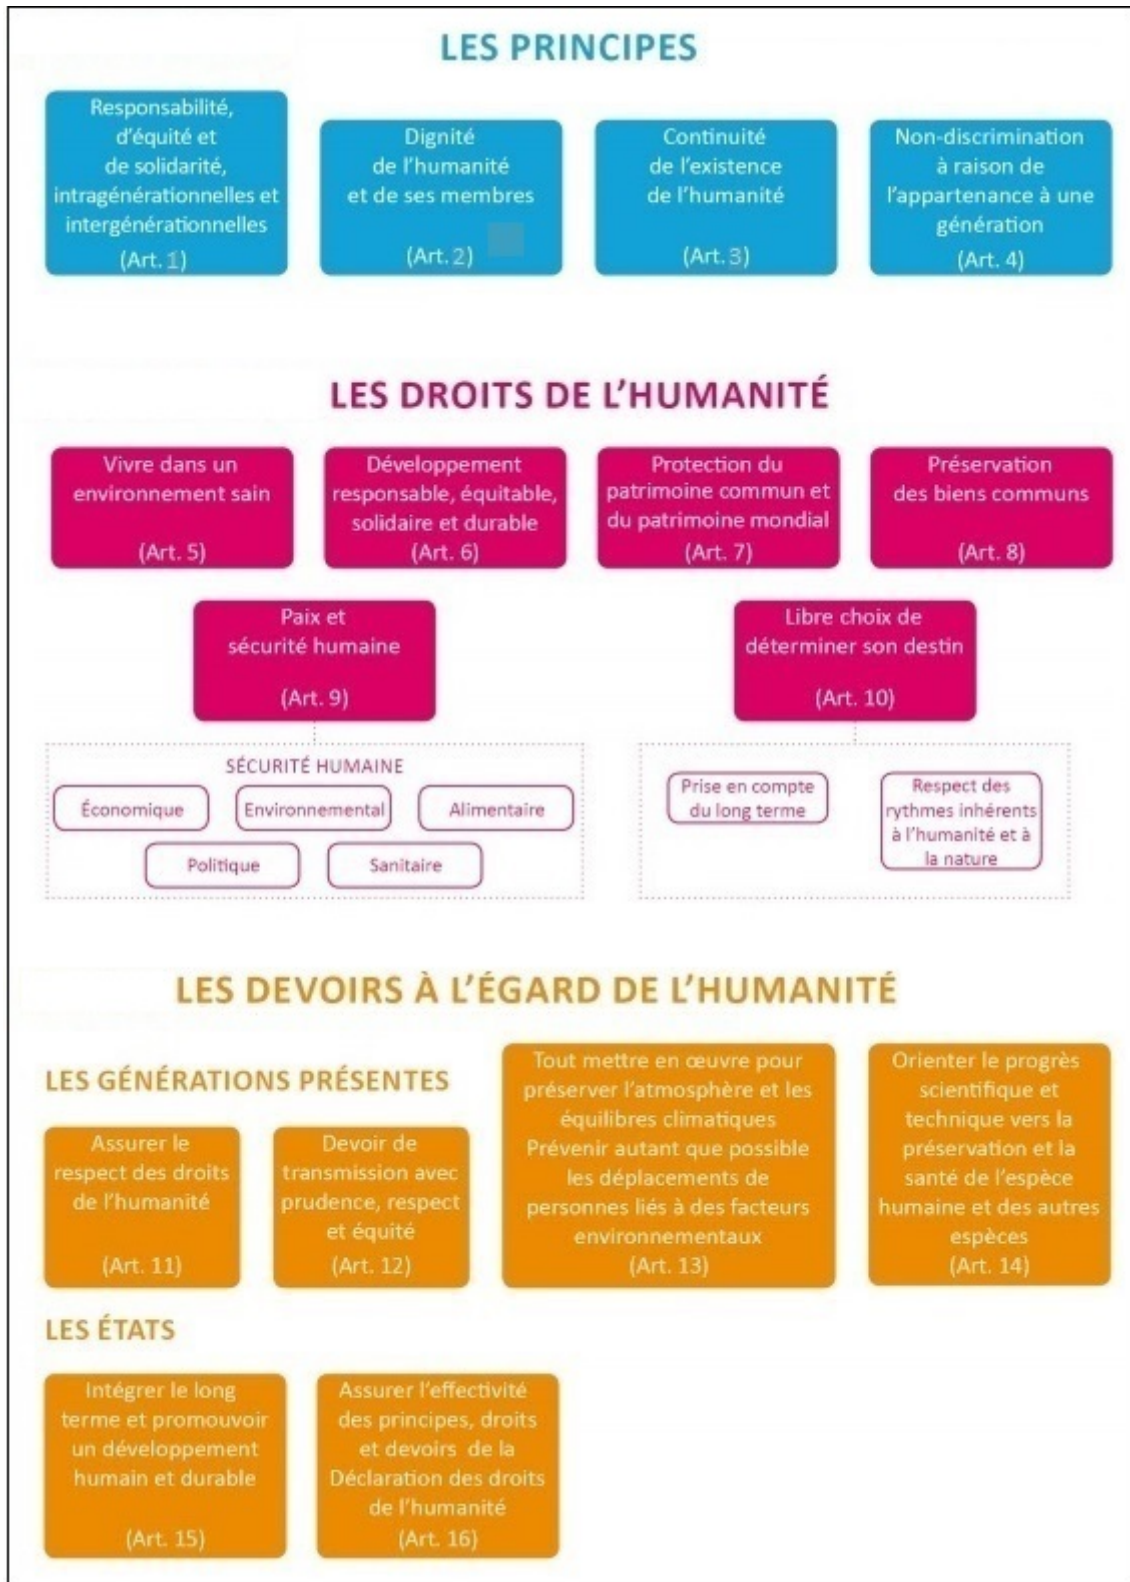 LES PRINCIPES
Responsabilité,
d'équité et
de solidarité,
intragénérationnelles et
intergénérationnelles
(Art. 1)
Dignité
de l'humanité
et de ses membres
(Art. 2)
Continuité
de l'existence
de l'humanité
(Art. 3)
Non-discrimination
à raison de
l'appartenance à une
génération
(Art. 4)
LES DROITS DE L'HUMANITÉ
Vivre dans un
environnement sain
(Art. 5)
Développement
responsable, équitable,
solidaire et durable
(Art. 6)
Protection du
patrimoine commun et
du patrimoine mondial
(Art. 7)
Préservation
des biens communs
(Art. 8)
Paix et
sécurité humaine
(Art. 9)
Libre choix de
déterminer son destin
(Art. 10)
SÉCURITÉ HUMAINE
Économique
Environnemental
Alimentaire
Politique
Sanitaire
Prise en compte
du long terme
Respect des
rythmes inhérents
à l'humanité et à
la nature
LES DEVOIRS À L'ÉGARD DE L'HUMANITÉ
LES GÉNÉRATIONS PRÉSENTES
Assurer le
respect des droits
de l'humanité
(Art. 11)
Devoir de
transmission avec
prudence, respect
et équité
(Art. 12)
Tout mettre en œuvre pour
préserver l'atmosphère et les
équilibres climatiques
Prévenir autant que possible
les déplacements de
personnes liés à des facteurs
environnementaux
(Art. 13)
Orienter le progrès
scientifique et
technique vers la
préservation et la
santé de l'espèce
humaine et des autres
espèces
(Art. 14)
LES ÉTATS
Intégrer le long
terme et promouvoir
un développement
humain et durable
(Art. 15)
Assurer l'effectivité
des principes, droits
et devoirs de la
Déclaration des droits
de l'humanité
(Art. 16)